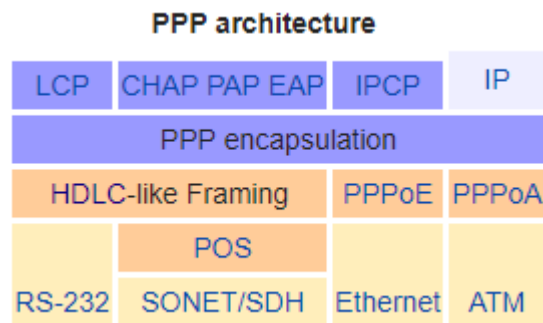 PPP architecture
LCP CHAP PAP EAP IPCP IP
PPP encapsulation
HDLC-like Framing PPPoE PPPoA
POS
RS-232 SONET/SDH Ethernet ATM